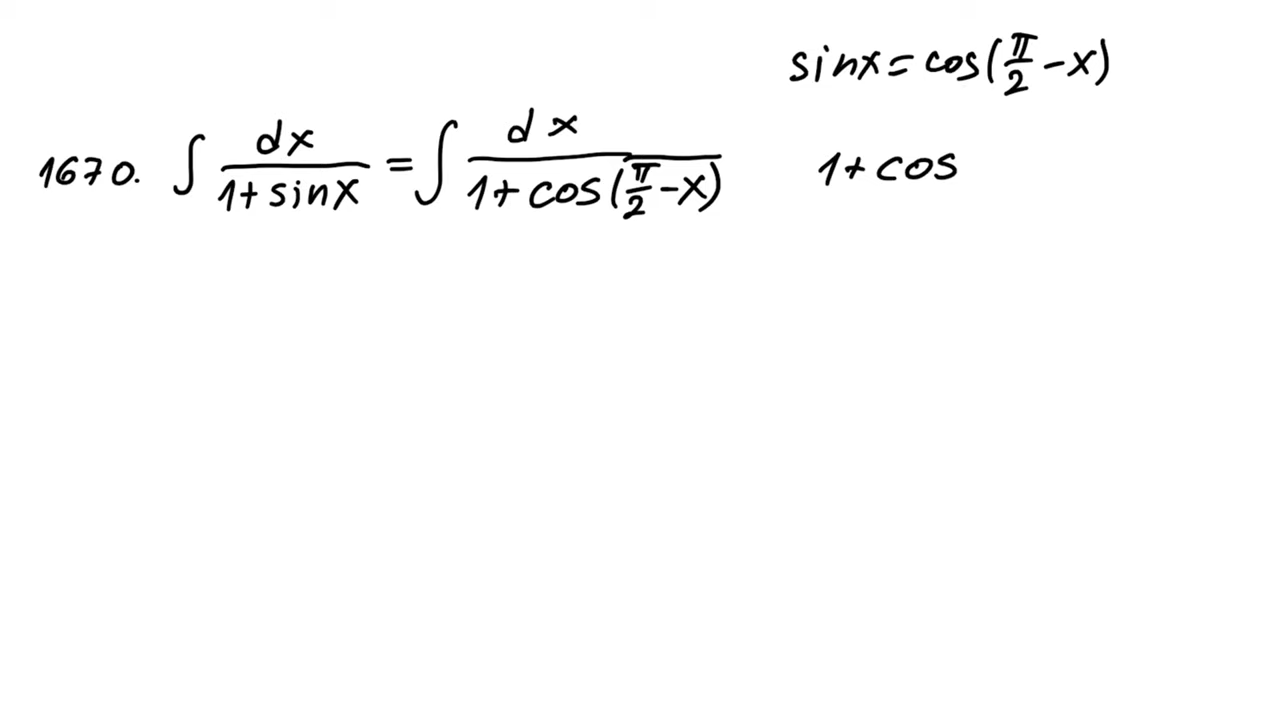 sinx = cos(π/2 - x)
1670. ∫ dx/(1+sinx) = ∫ dx/(1+cos(π/2 - x))
1+cos